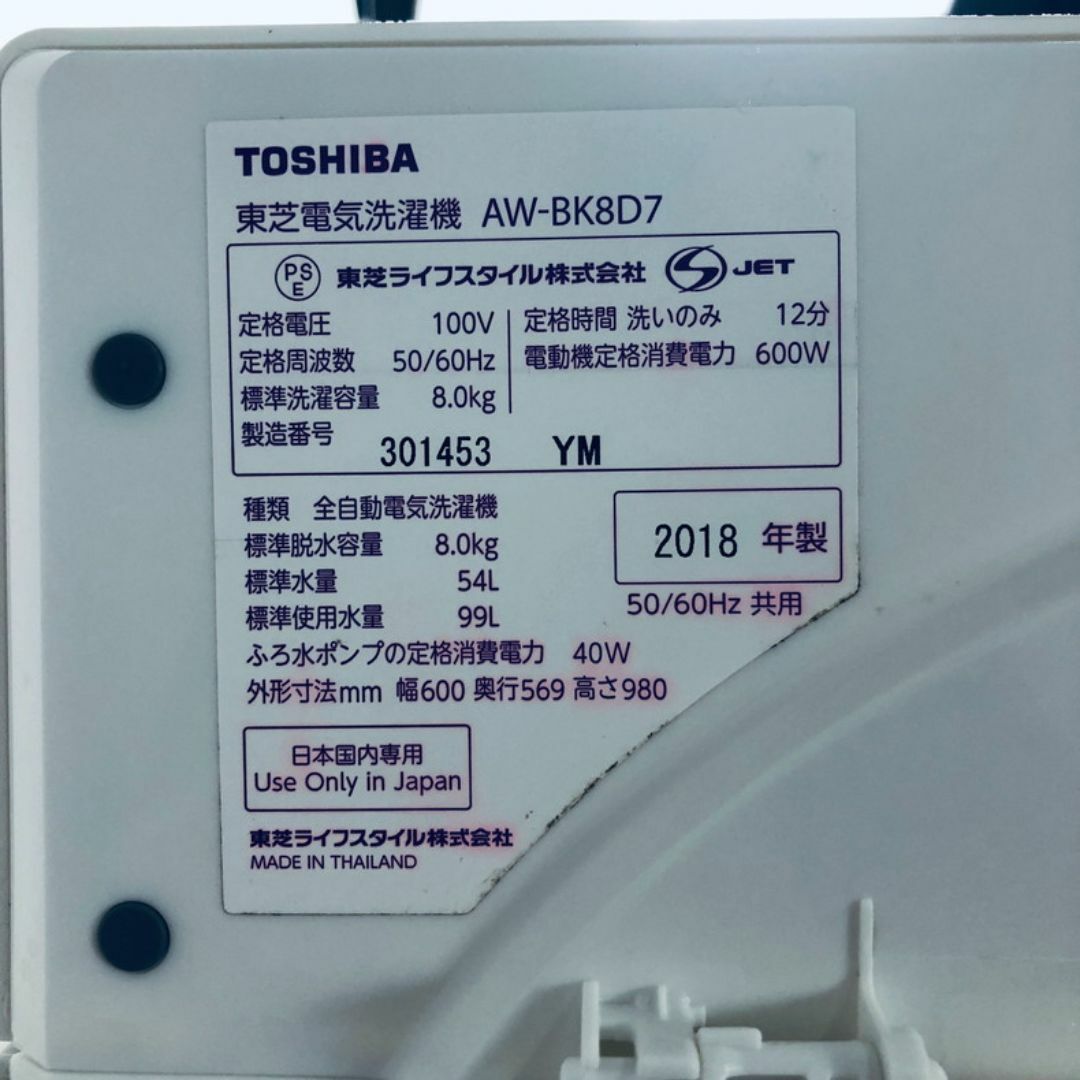 TOSHIBA
東芝電気洗濯機 AW-BK8D7
PSE 東芝ライフスタイル株式会社 S JET
定格電圧 100V
定格周波数 50/60Hz
標準洗濯容量 8.0kg
定格時間 洗いのみ 12分
電動機定格消費電力 600W
製造番号 301453 YM
種類 全自動電気洗濯機
標準脱水容量 8.0kg
標準水量 54L
標準使用水量 99L
2018 年製
50/60Hz 共用
ふろ水ポンプの定格消費電力 40W
外形寸法mm 幅600 奥行569 高さ980
日本国内専用
Use Only in Japan
東芝ライフスタイル株式会社
MADE IN THAILAND